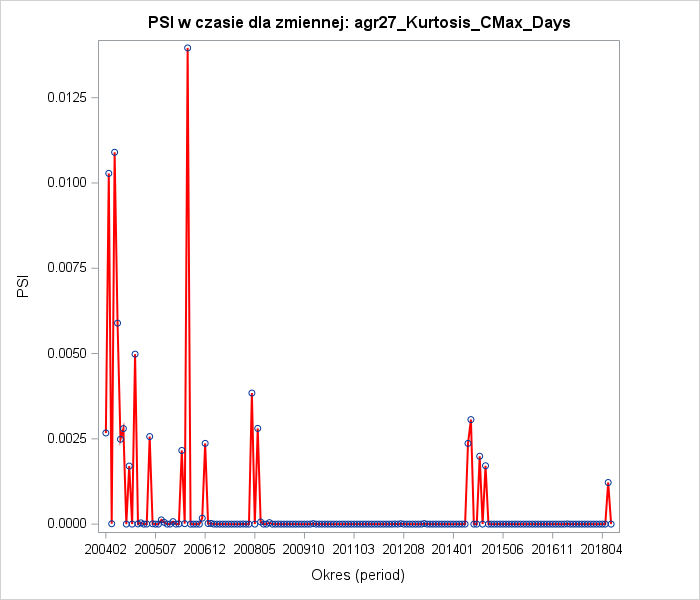 PSI w czasie dla zmiennej: agr27_Kurtosis_CMax_Days
0.0125
0.0100
0.0075
0.0050
0.0025
0.0000
PSI
200402 200507 200612 200805 200910 201103 201208 201401 201506 201611 201804
Okres (period)